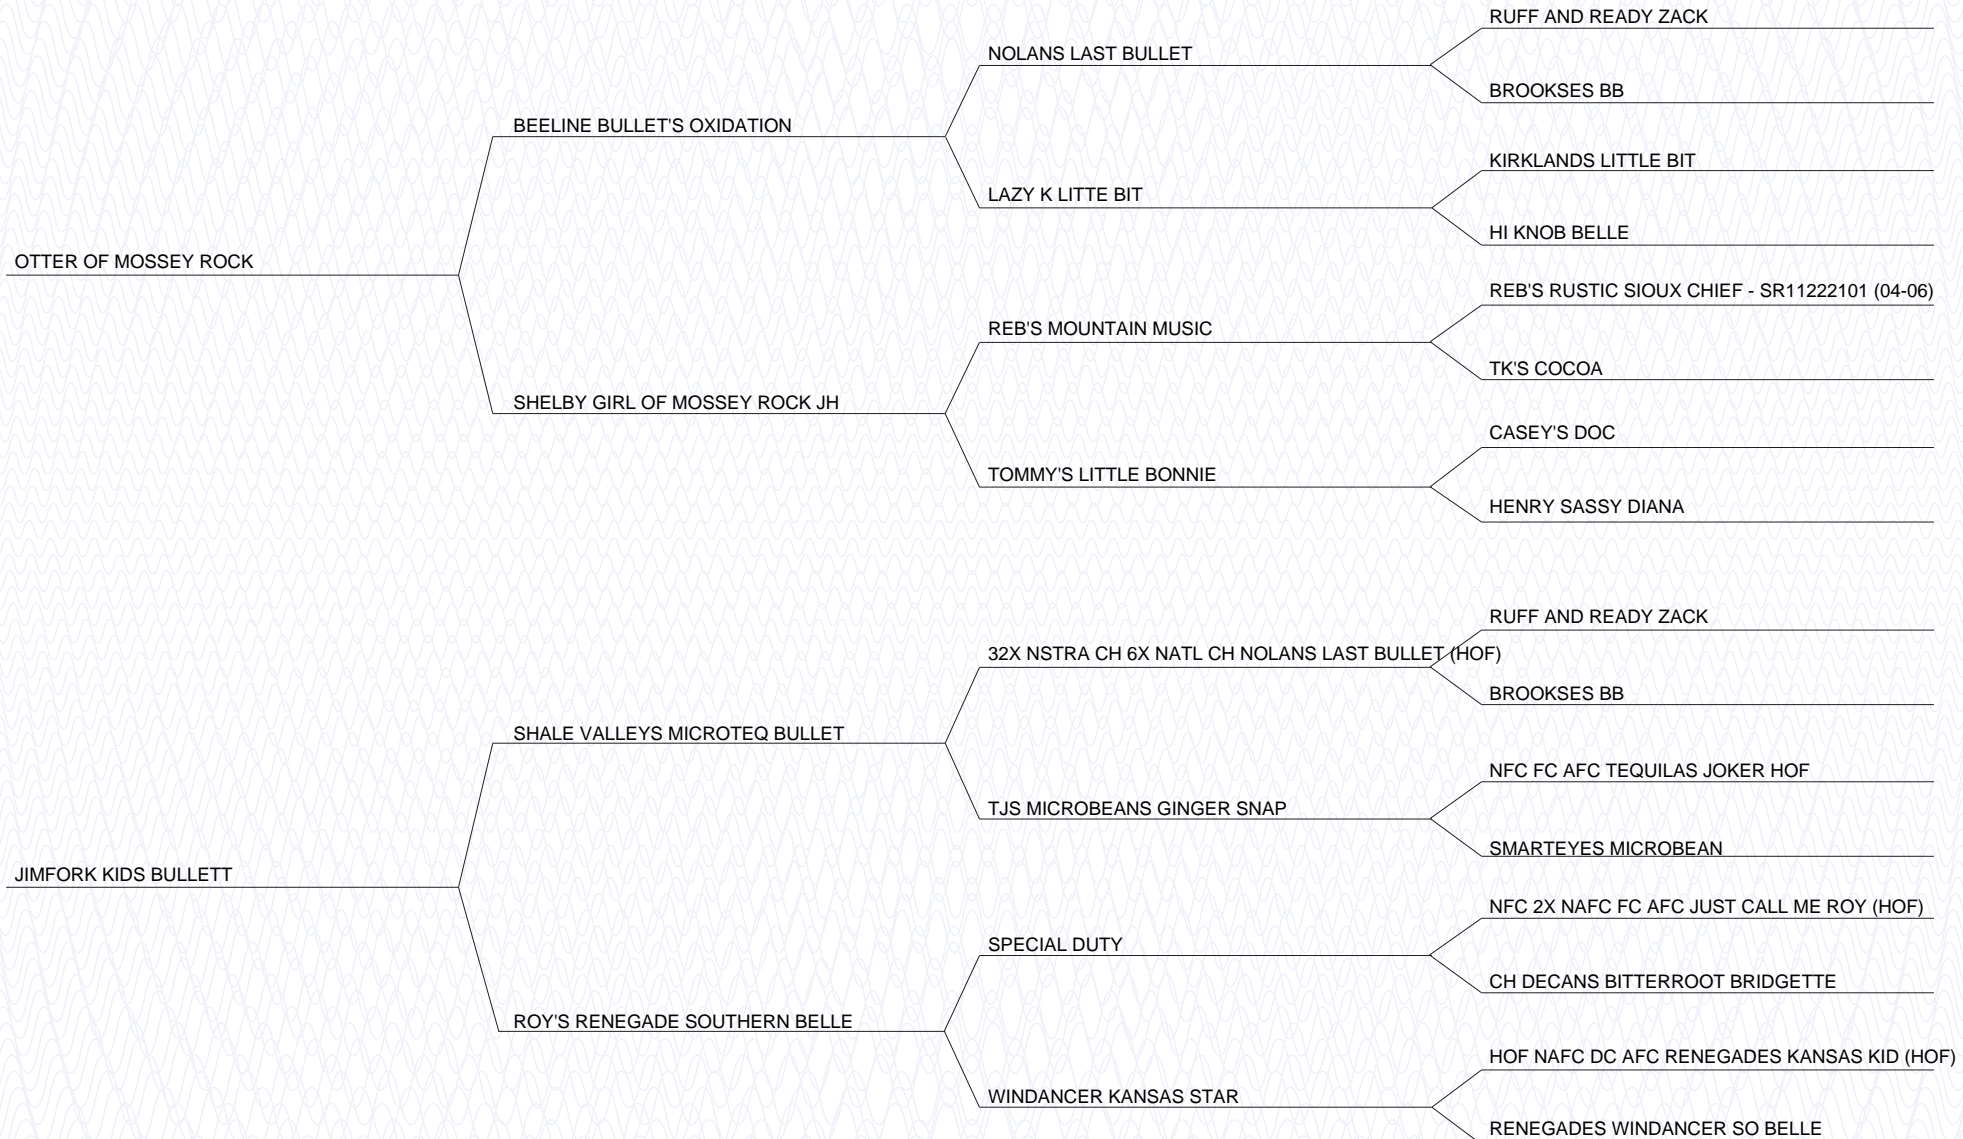 RUFF AND READY ZACK
NOLANS LAST BULLET
BROOKSES BB
BEELINE BULLET'S OXIDATION
KIRKLANDS LITTLE BIT
LAZY K LITTE BIT
HI KNOB BELLE
OTTER OF MOSSEY ROCK
REB'S RUSTIC SIOUX CHIEF - SR11222101 (04-06)
REB'S MOUNTAIN MUSIC
TK'S COCOA
SHELBY GIRL OF MOSSEY ROCK JH
CASEY'S DOC
TOMMY'S LITTLE BONNIE
HENRY SASSY DIANA
RUFF AND READY ZACK
32X NSTRA CH 6X NATL CH NOLANS LAST BULLET (HOF)
BROOKSES BB
SHALE VALLEYS MICROTEQ BULLET
NFC FC AFC TEQUILAS JOKER HOF
TJS MICROBEANS GINGER SNAP
SMARTEYES MICROBEAN
JIMFORK KIDS BULLETT
NFC 2X NAFC FC AFC JUST CALL ME ROY (HOF)
SPECIAL DUTY
CH DECANS BITTERROOT BRIDGETTE
ROY'S RENEGADE SOUTHERN BELLE
HOF NAFC DC AFC RENEGADES KANSAS KID (HOF)
WINDANCER KANSAS STAR
RENEGADES WINDANCER SO BELLE